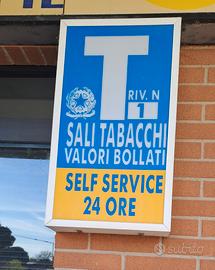 T
RIV. N
1
SALI TABACCHI
VALORI BOLLATI
SELF SERVICE
24 ORE
subito